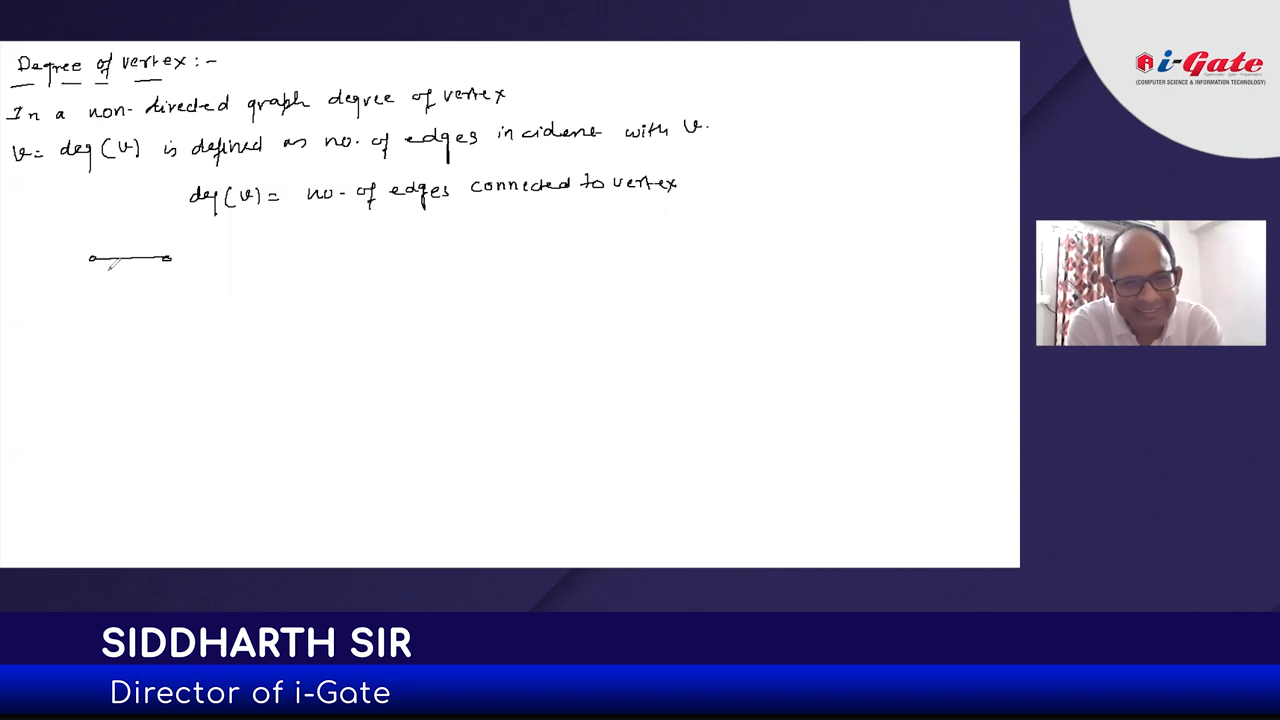 Degree of vertex :-
In a non-directed graph degree of vertex
v = deg(v) is defined as no. of edges incident with v.
deg(v) = no- of edges connected to vertex
i-Gate
(COMPUTER SCIENCE & INFORMATION TECHNOLOGY)
SIDDHARTH SIR
Director of i-Gate